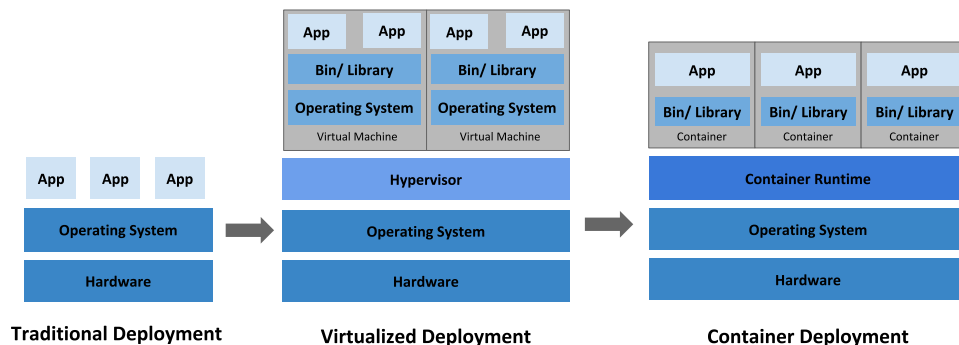 App
App
App
Operating System
Hardware
Traditional Deployment
App
App
Bin/ Library
Operating System
Virtual Machine
App
App
Bin/ Library
Operating System
Virtual Machine
Hypervisor
Operating System
Hardware
Virtualized Deployment
App
Bin/ Library
Container
App
Bin/ Library
Container
App
Bin/ Library
Container
Container Runtime
Operating System
Hardware
Container Deployment